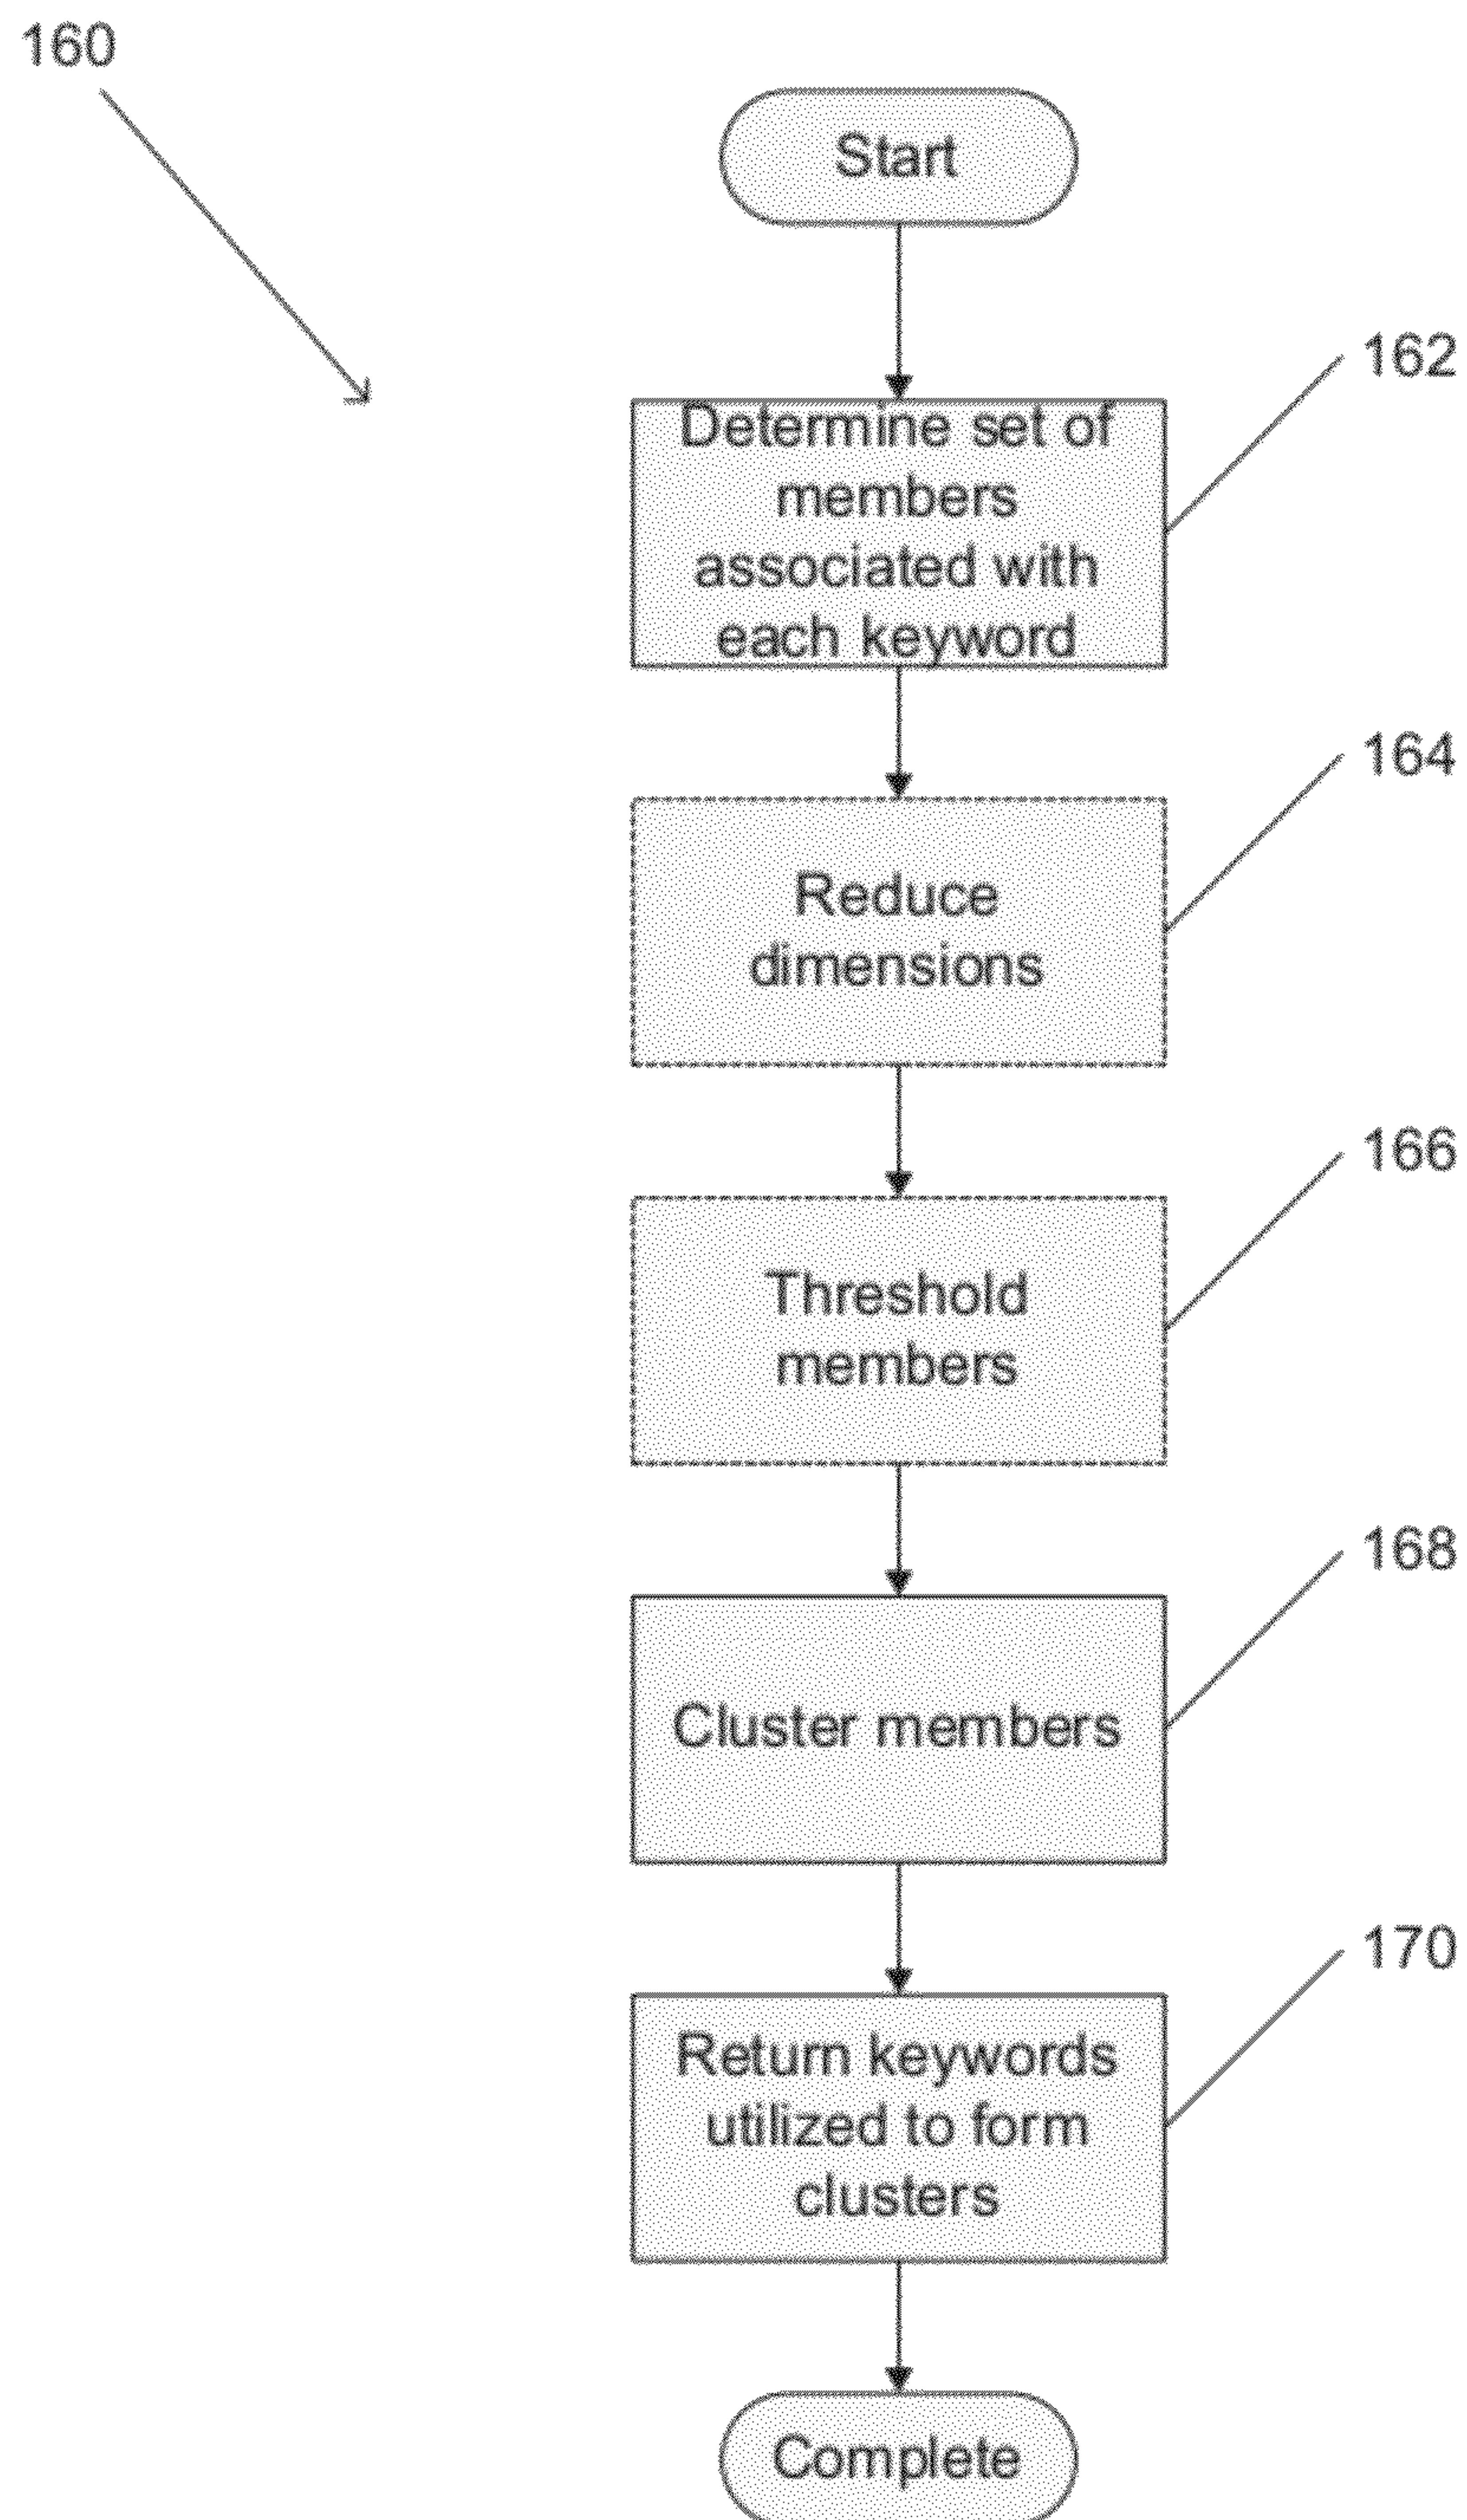 160
Start
162
Determine set of
members
associated with
each keyword
164
Reduce
dimensions
166
Threshold
members
168
Cluster members
170
Return keywords
utilized to form
clusters
Complete